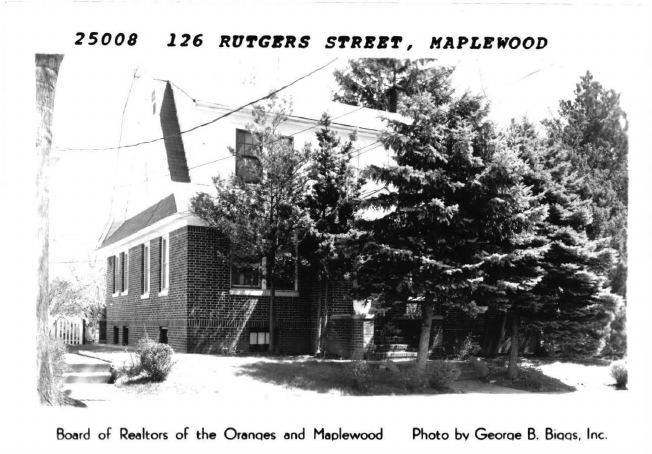 25008 126 RUTGERS STREET, MAPLEWOOD
Board of Realtors of the Oranges and Maplewood Photo by George B. Biggs, Inc.